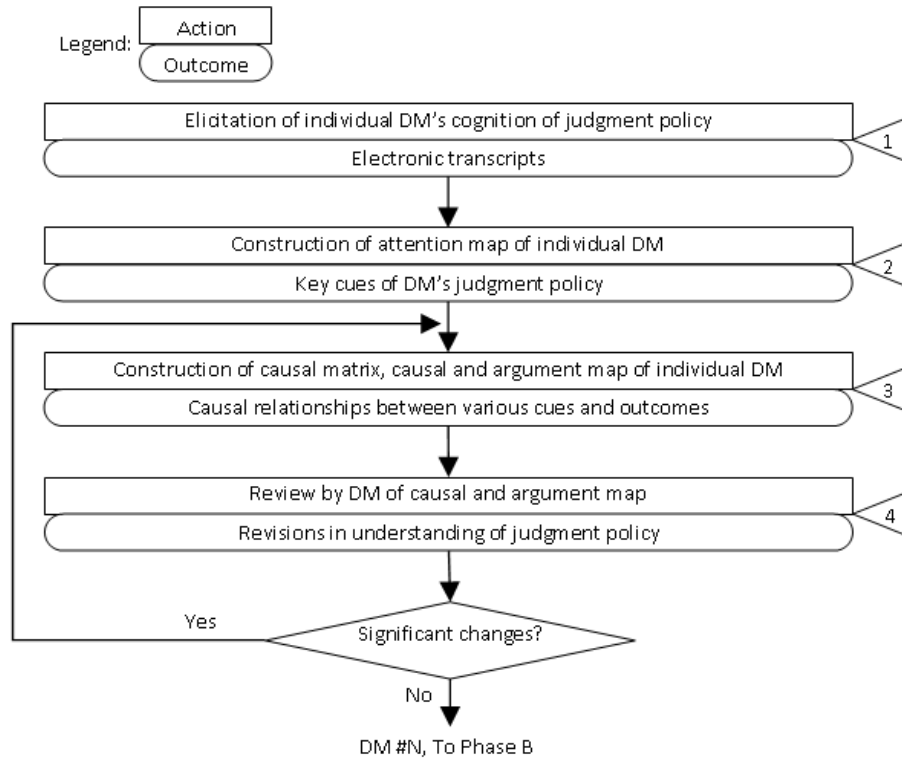 Legend:
Action
Outcome
Elicitation of individual DM's cognition of judgment policy
1
Electronic transcripts
Construction of attention map of individual DM
2
Key cues of DM's judgment policy
Construction of causal matrix, causal and argument map of individual DM
3
Causal relationships between various cues and outcomes
Review by DM of causal and argument map
4
Revisions in understanding of judgment policy
Yes
Significant changes?
No
DM #N, To Phase B